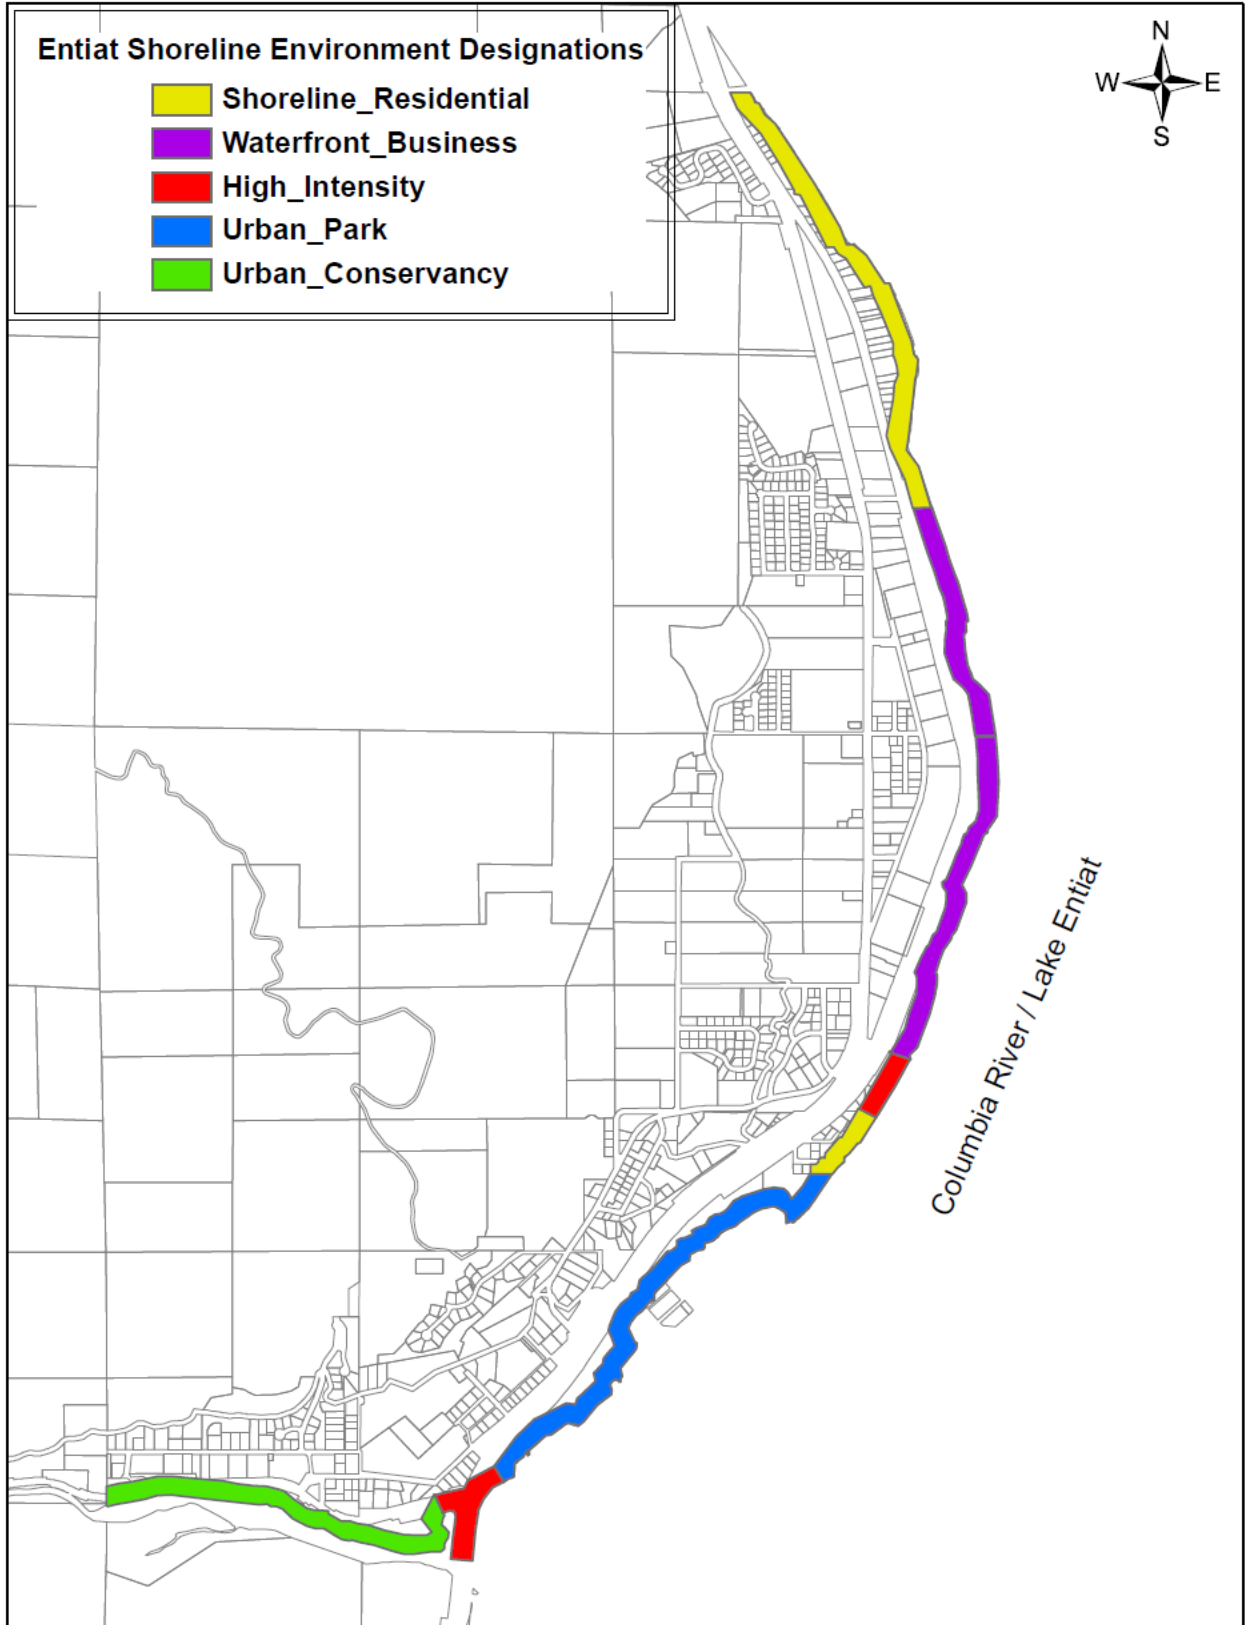 Entiat Shoreline Environment Designations
Shoreline_Residential
Waterfront_Business
High_Intensity
Urban_Park
Urban_Conservancy
N
W E
S
Columbia River / Lake Entiat